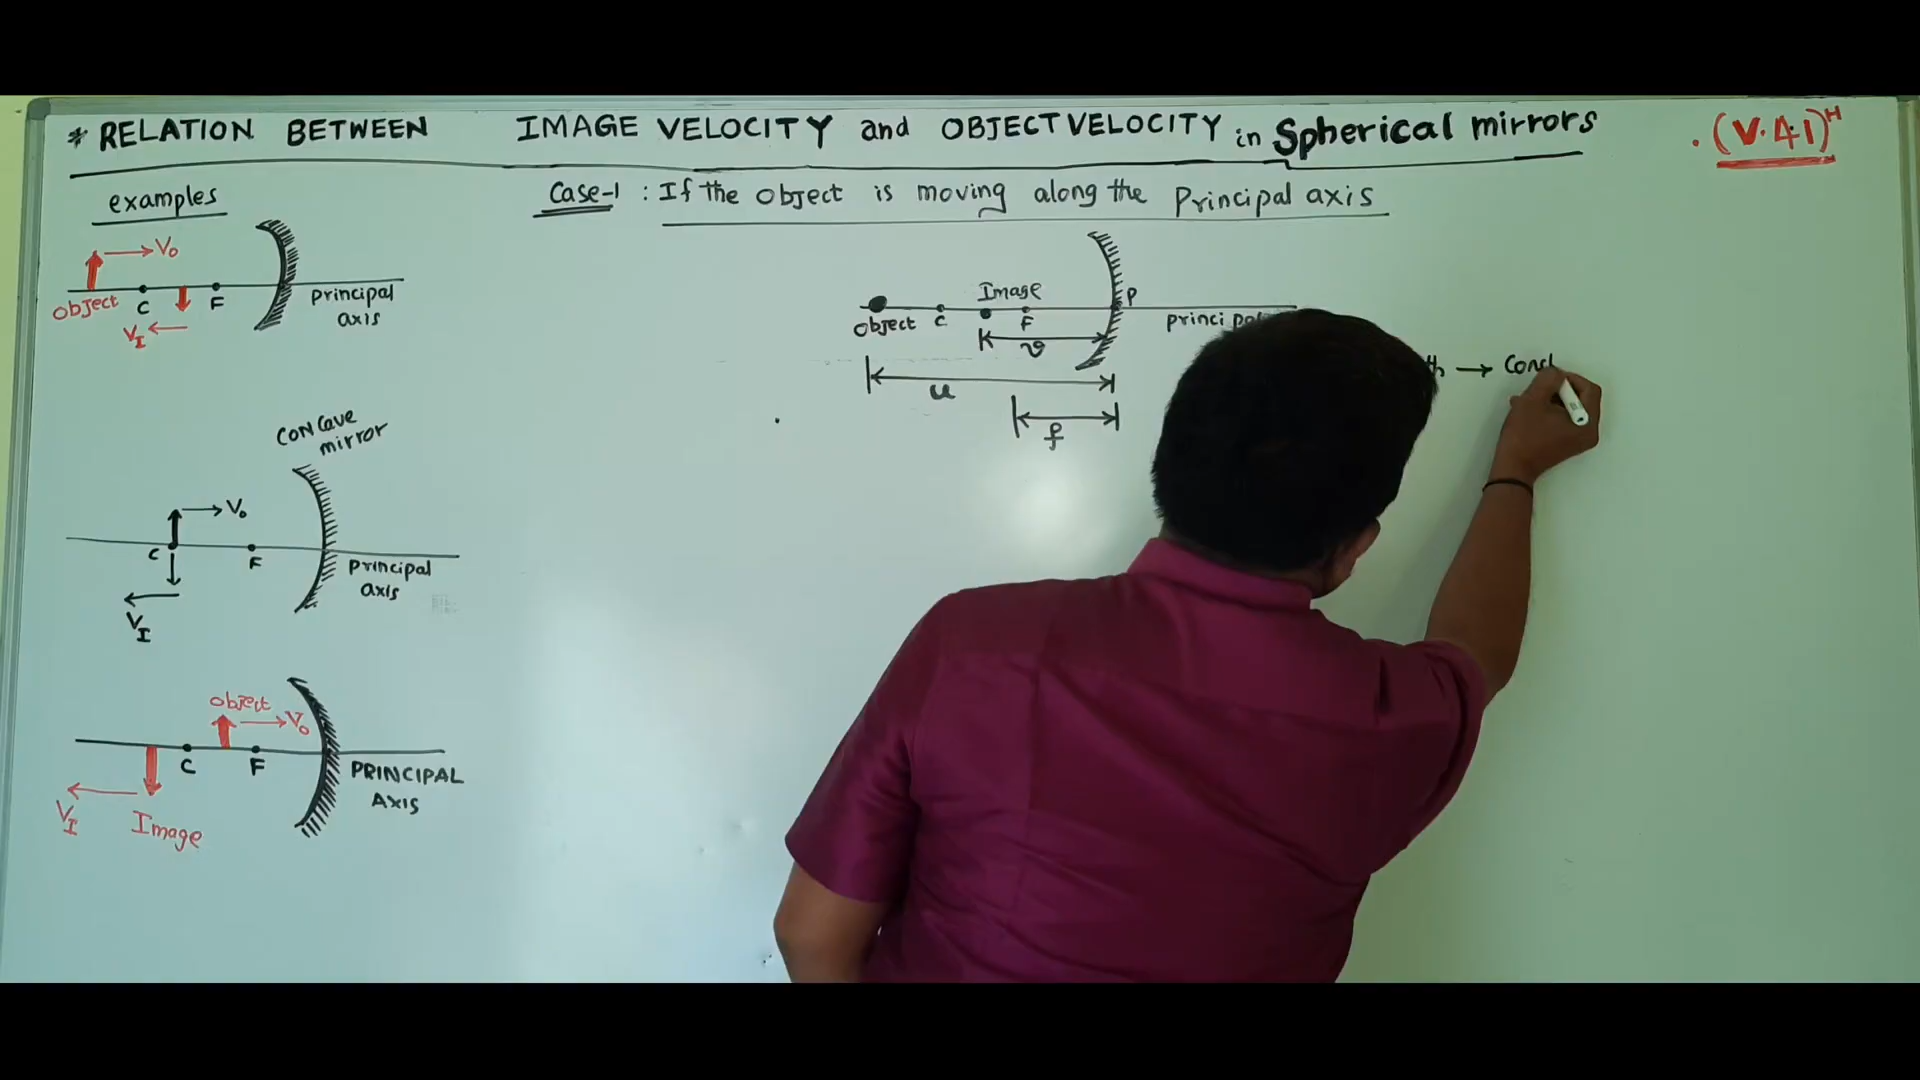 * RELATION BETWEEN IMAGE VELOCITY and OBJECT VELOCITY in Spherical mirrors
. (V.41)ᴴ
examples
Case-1 : If the object is moving along the Principal axis
V₀
Object
C
F
Principal
axis
V_I
Image
P
Object
C
F
v
u
f
→ Const
concave
mirror
V₀
C
F
Principal
axis
V_I
Object
V₀
C
F
PRINCIPAL
AXIS
V_I
Image